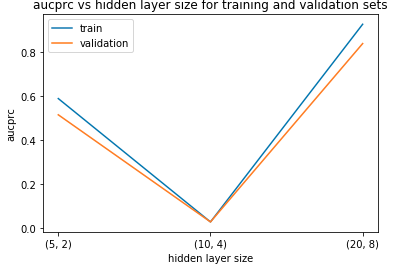 aucprc vs hidden layer size for training and validation sets
train
validation
aucprc
0.8
0.6
0.4
0.2
0.0
(5, 2)
(10, 4)
(20, 8)
hidden layer size